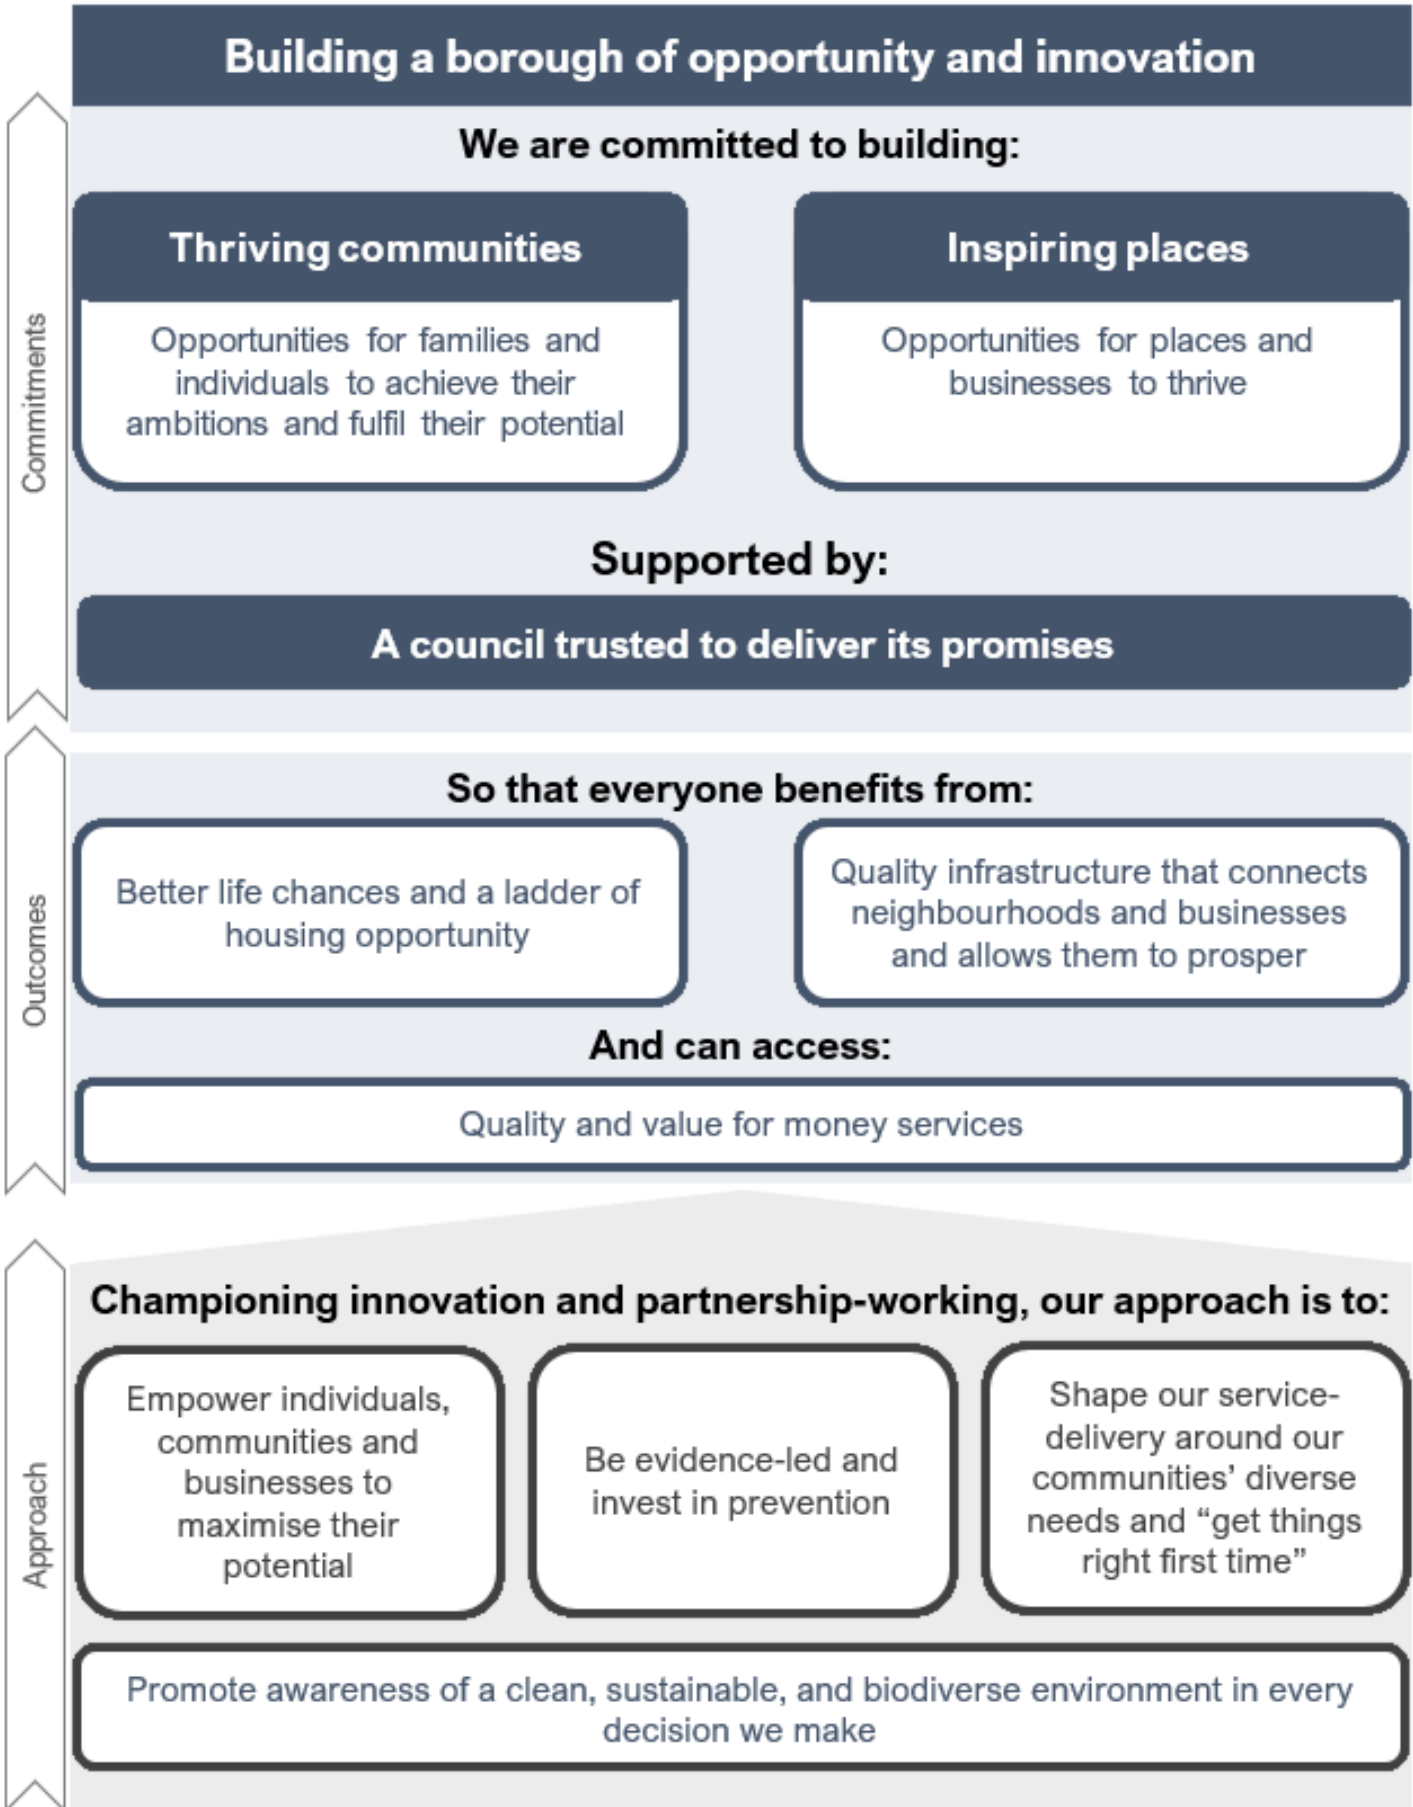 Building a borough of opportunity and innovation
We are committed to building:
Commitments
Thriving communities
Opportunities for families and
individuals to achieve their
ambitions and fulfil their potential
Inspiring places
Opportunities for places and
businesses to thrive
Supported by:
A council trusted to deliver its promises
Outcomes
So that everyone benefits from:
Better life chances and a ladder of
housing opportunity
Quality infrastructure that connects
neighbourhoods and businesses
and allows them to prosper
And can access:
Quality and value for money services
Approach
Championing innovation and partnership-working, our approach is to:
Empower individuals,
communities and
businesses to
maximise their
potential
Be evidence-led and
invest in prevention
Shape our service-
delivery around our
communities’ diverse
needs and “get things
right first time”
Promote awareness of a clean, sustainable, and biodiverse environment in every
decision we make